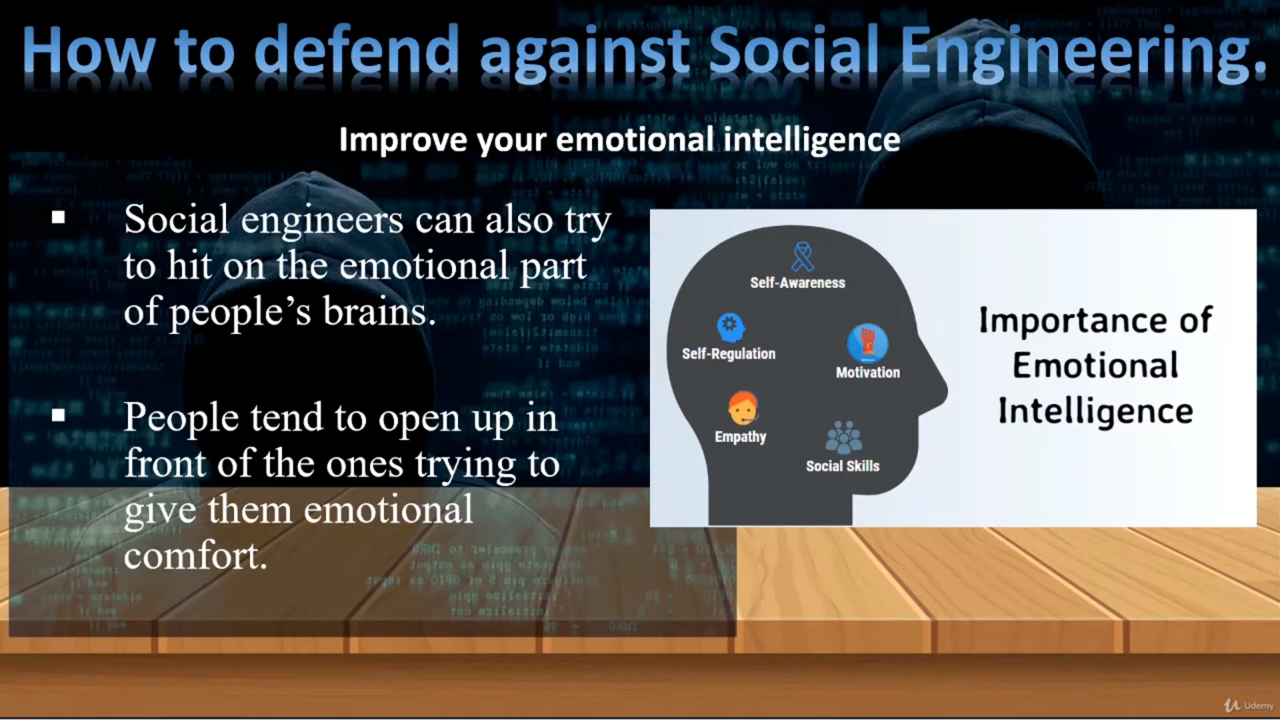 How to defend against Social Engineering.
Improve your emotional intelligence
▪ Social engineers can also try
to hit on the emotional part
of people’s brains.
▪ People tend to open up in
front of the ones trying to
give them emotional
comfort.
Self-Awareness
Self-Regulation
Motivation
Empathy
Social Skills
Importance of
Emotional
Intelligence
Udemy